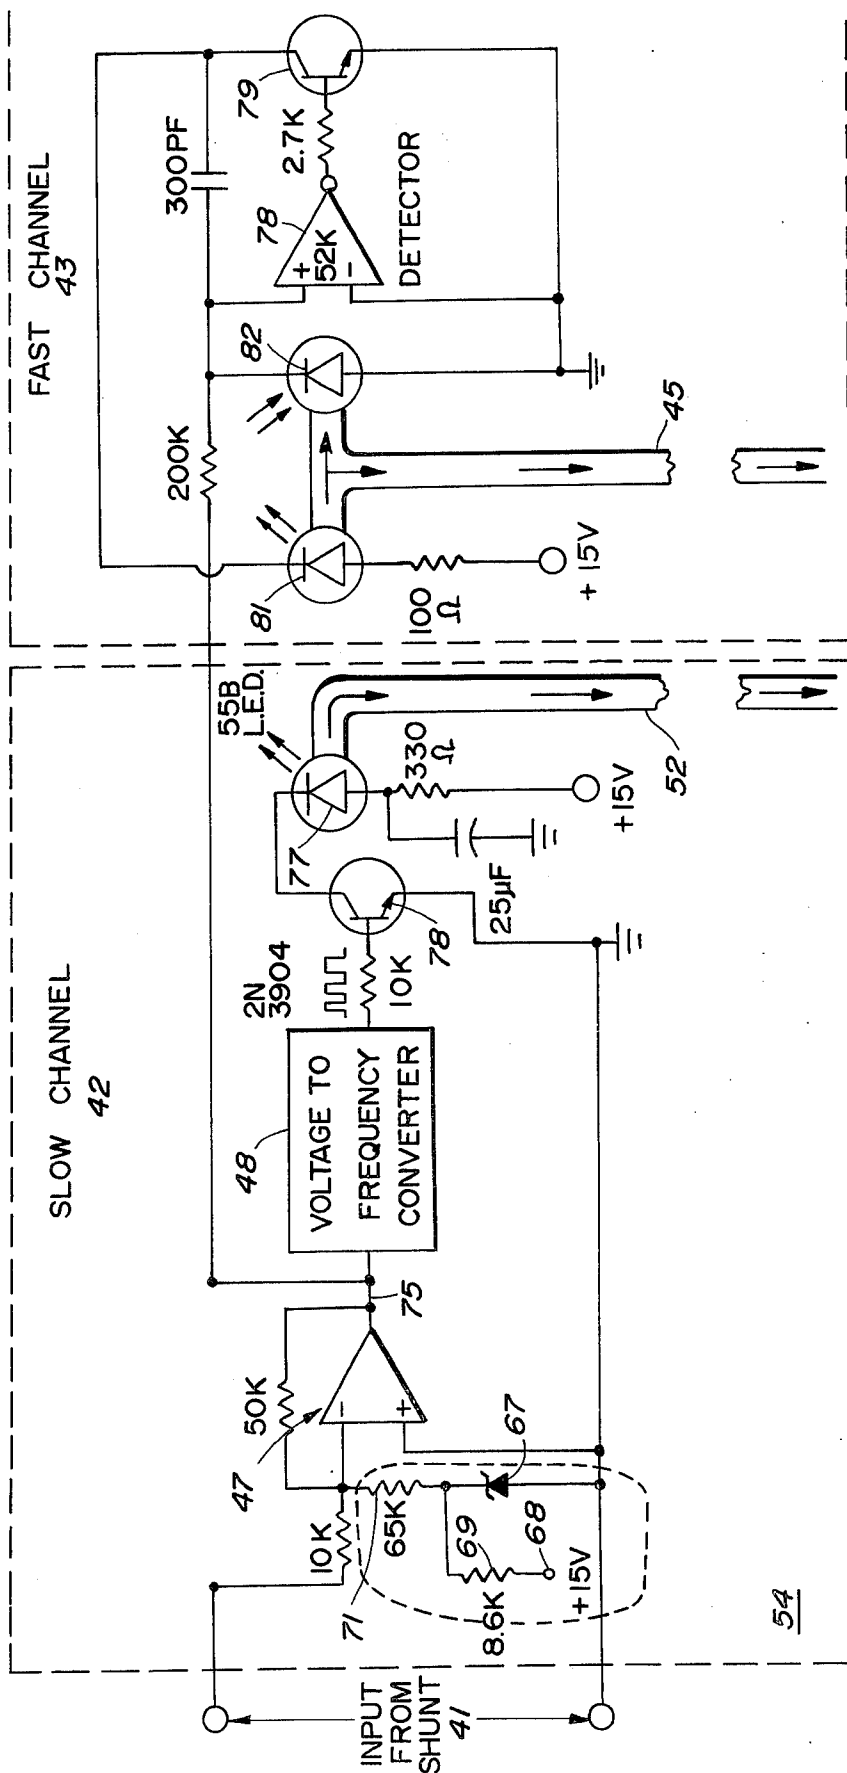 SLOW CHANNEL
42
FAST CHANNEL
43
INPUT
FROM
SHUNT
41
10K
47
50K
71
65K
8.6K
69
68
+15V
67
75
48
VOLTAGE TO
FREQUENCY
CONVERTER
2N
3904
10K
78
77
55B
L.E.D.
25µF
330
Ω
+15V
52
54
200K
81
100
Ω
+15V
45
82
300PF
78
+
52K
-
DETECTOR
2.7K
79
-
+